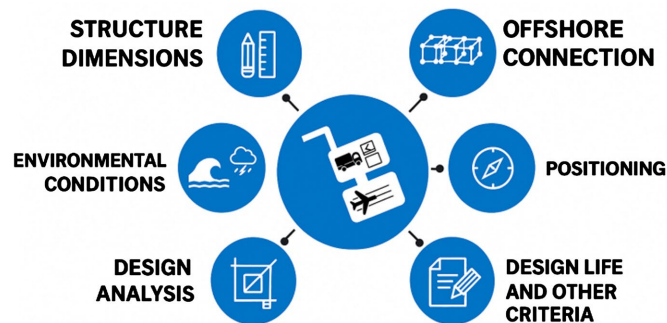 STRUCTURE
DIMENSIONS
OFFSHORE
CONNECTION
ENVIRONMENTAL
CONDITIONS
POSITIONING
DESIGN
ANALYSIS
DESIGN LIFE
AND OTHER
CRITERIA